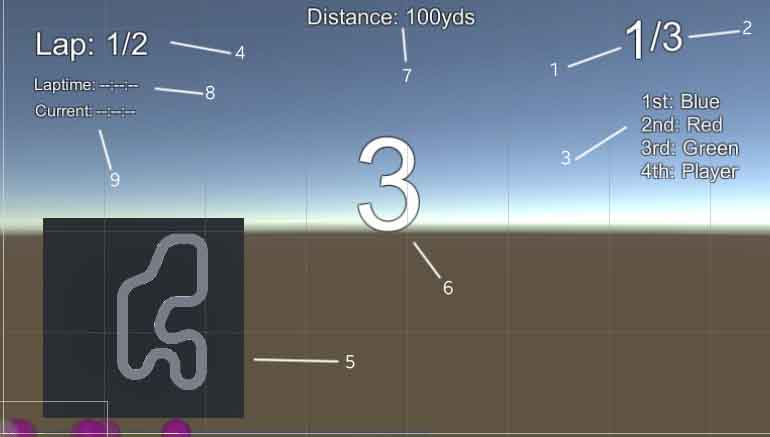 Distance: 100yds
Lap: 1/2
4
1/3
2
1
7
Laptime: --:--:--
8
Current: --:--:--
9
1st: Blue
2nd: Red
3rd: Green
4th: Player
3
3
6
5